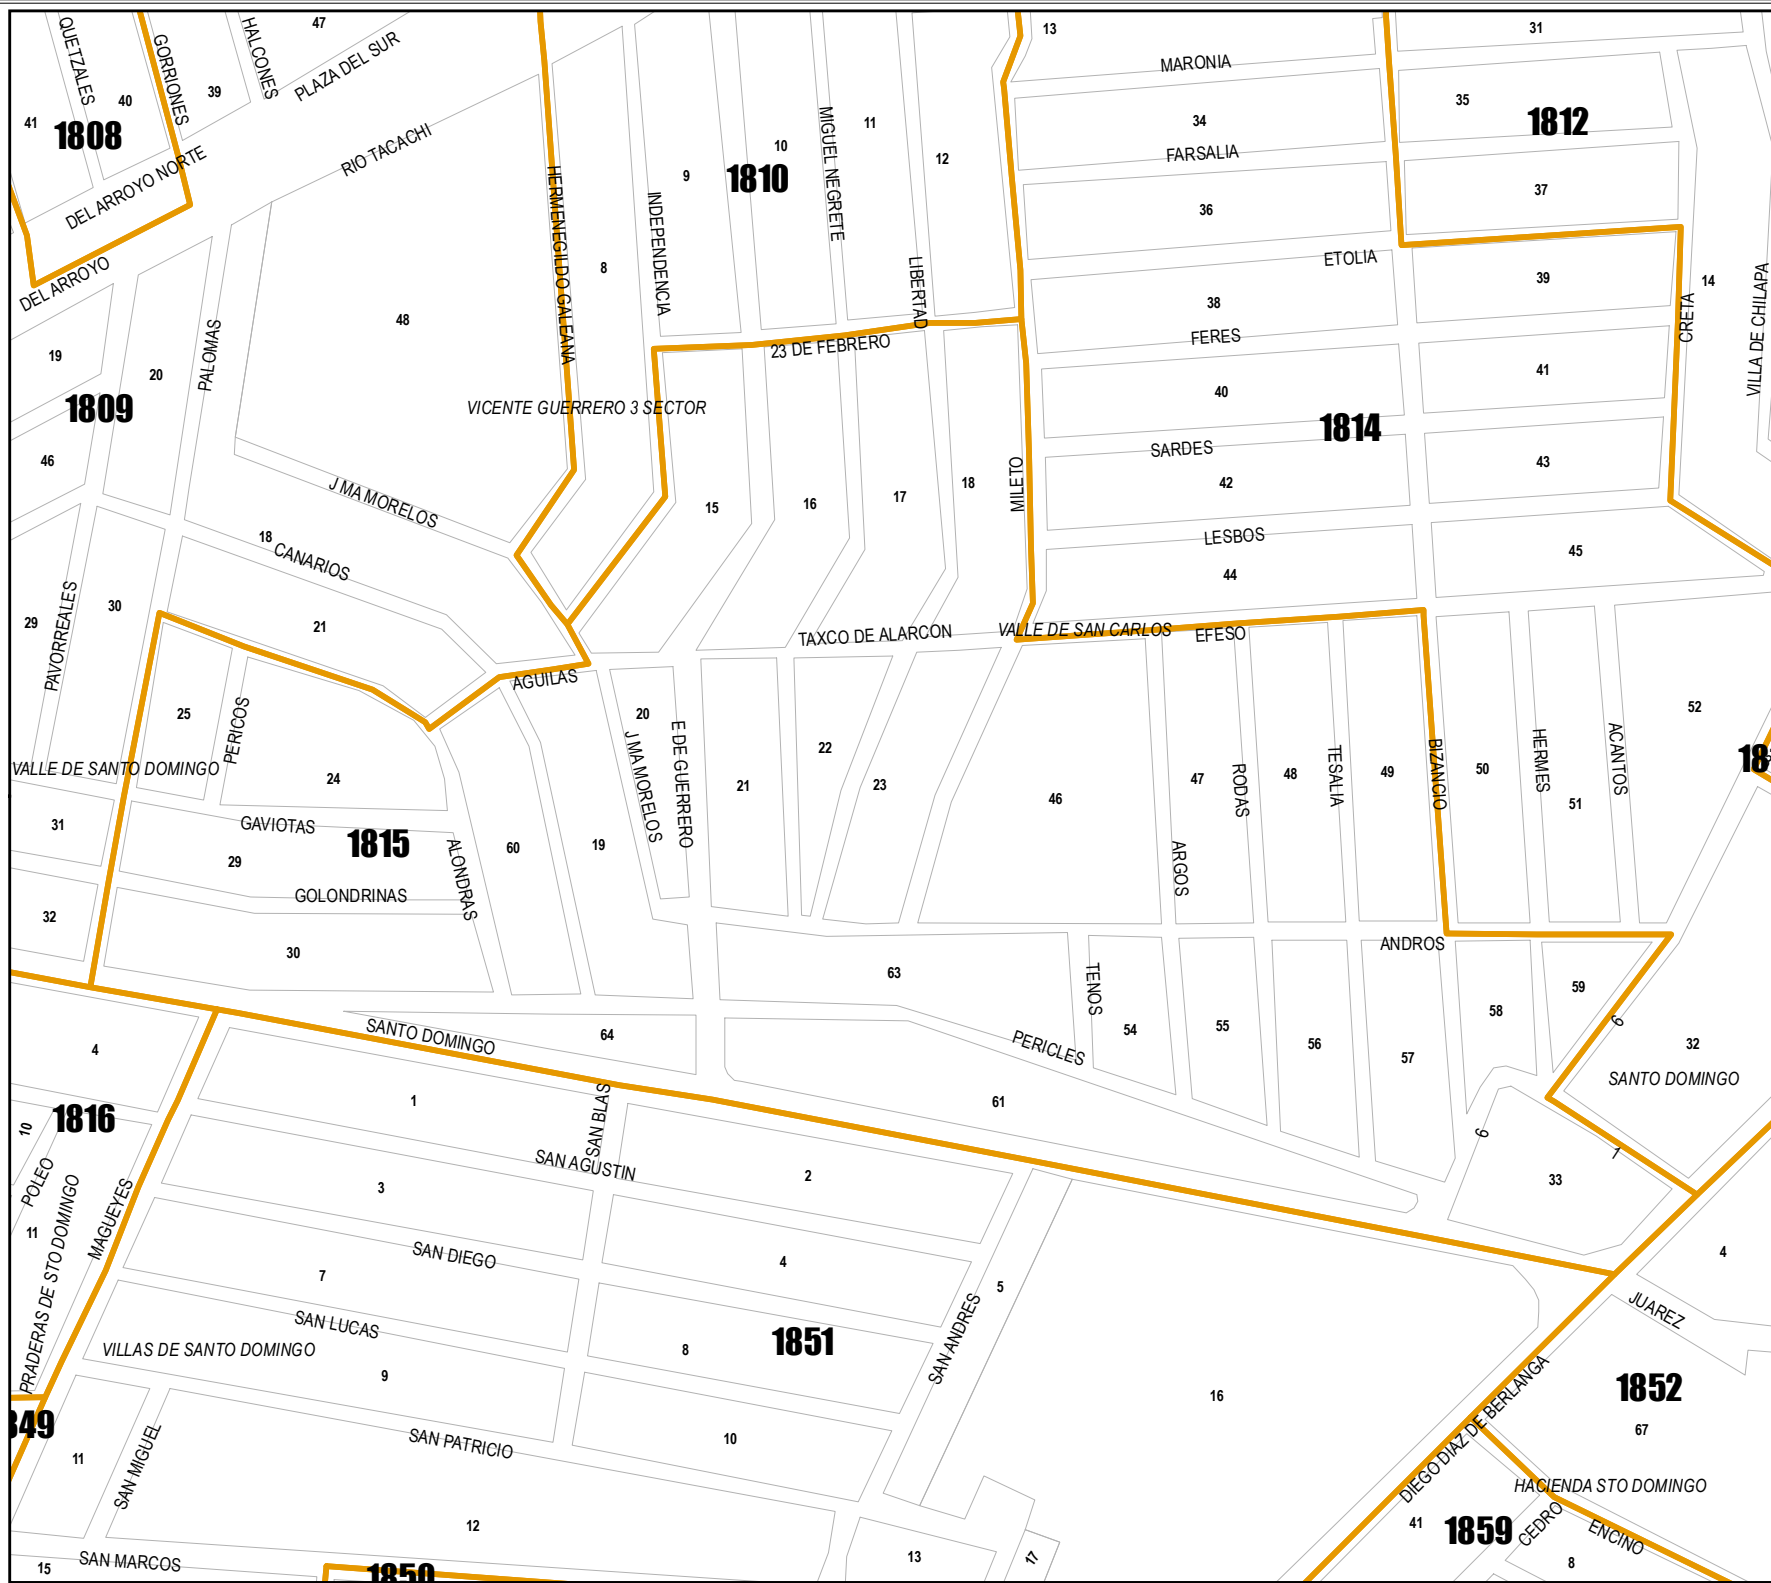 QUETZALES
GORRIONES
HALCONES
47
PLAZA DEL SUR
13
31
MARONIA
41
40
39
1808
RIO TACACHI
DEL ARROYO NORTE
HERMENEGILDO GALEANA
INDEPENDENCIA
9
10
1810
MIGUEL NEGRETE
11
12
LIBERTAD
34
FARSALIA
35
1812
36
37
DEL ARROYO
8
ETOLIA
38
39
14
CRETA
VILLA DE CHILAPA
48
23 DE FEBRERO
FERES
19
20
PALOMAS
1809
VICENTE GUERRERO 3 SECTOR
40
41
1814
SARDES
46
J MA MORELOS
15
16
17
18
MILETO
42
43
18
CANARIOS
LESBOS
45
44
PAVORREALES
29
30
21
TAXCO DE ALARCON
VALLE DE SAN CARLOS
EFESO
AGUILAS
25
PERICOS
20
J MA MORELOS
E DE GUERRERO
22
52
VALLE DE SANTO DOMINGO
24
21
23
46
47
RODAS
48
TESALIA
49
BIZANCIO
50
HERMES
51
ACANTOS
18
31
GAVIOTAS
1815
ALONDRAS
60
19
29
ARGOS
GOLONDRINAS
32
30
63
TENOS
ANDROS
59
58
6
SANTO DOMINGO
64
PERICLES
54
55
56
57
32
SANTO DOMINGO
4
1
SAN BLAS
61
1816
10
POLEO
SAN AGUSTIN
2
6
1
33
3
11
PRADERAS DE STO DOMINGO
MAGUEYES
SAN DIEGO
4
4
7
5
SAN ANDRES
SAN LUCAS
JUAREZ
VILLAS DE SANTO DOMINGO
8
1851
9
16
DIEGO DIAZ DE BERLANGA
1852
67
849
11
SAN MIGUEL
SAN PATRICIO
10
HACIENDA STO DOMINGO
12
41
1859
CEDRO
ENCINO
15
SAN MARCOS
1850
13
17
8